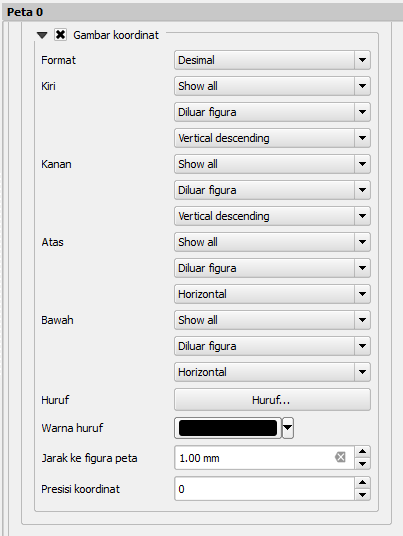 Peta 0
Gambar koordinat
Format Desimal
Kiri Show all
Diluar figura
Vertical descending
Kanan Show all
Diluar figura
Vertical descending
Atas Show all
Diluar figura
Horizontal
Bawah Show all
Diluar figura
Horizontal
Huruf Huruf...
Warna huruf
Jarak ke figura peta 1.00 mm
Presisi koordinat 0